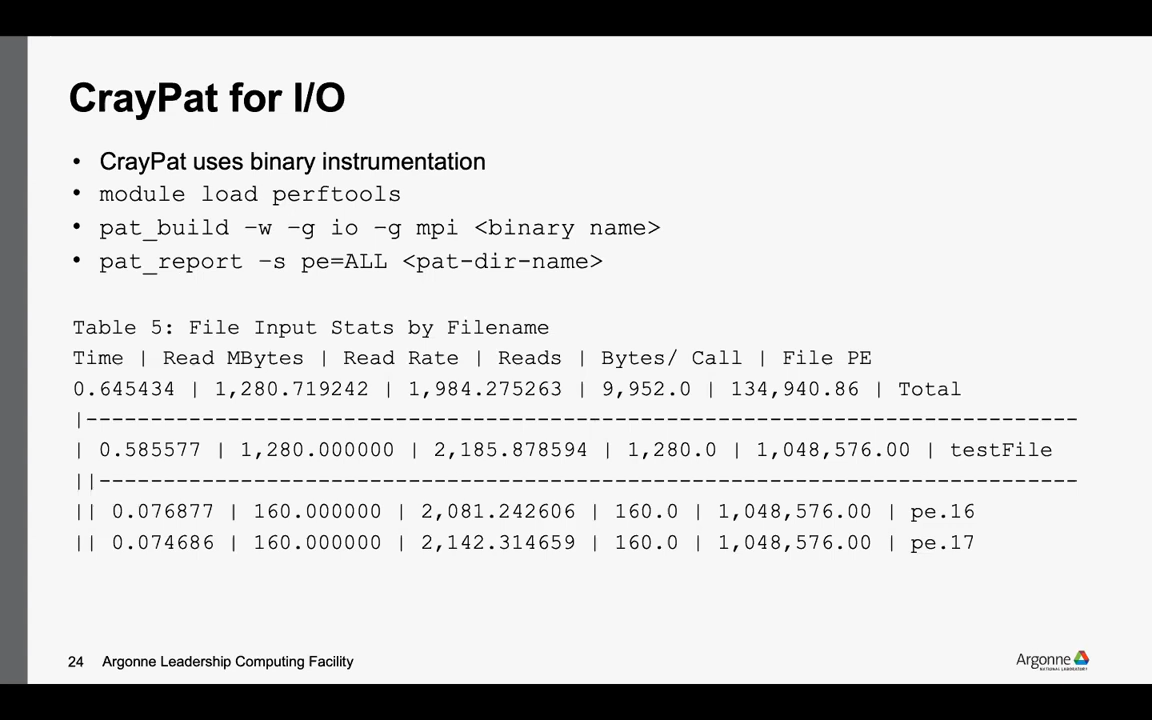 CrayPat for I/O
• CrayPat uses binary instrumentation
• module load perftools
• pat_build –w –g io –g mpi <binary name>
• pat_report –s pe=ALL <pat-dir-name>
Table 5: File Input Stats by Filename
Time | Read MBytes | Read Rate | Reads | Bytes/ Call | File PE
0.645434 | 1,280.719242 | 1,984.275263 | 9,952.0 | 134,940.86 | Total
|-----------------------------------------------------------------------------
| 0.585577 | 1,280.000000 | 2,185.878594 | 1,280.0 | 1,048,576.00 | testFile
||----------------------------------------------------------------------------
|| 0.076877 | 160.000000 | 2,081.242606 | 160.0 | 1,048,576.00 | pe.16
|| 0.074686 | 160.000000 | 2,142.314659 | 160.0 | 1,048,576.00 | pe.17
24 Argonne Leadership Computing Facility
Argonne
NATIONAL LABORATORY